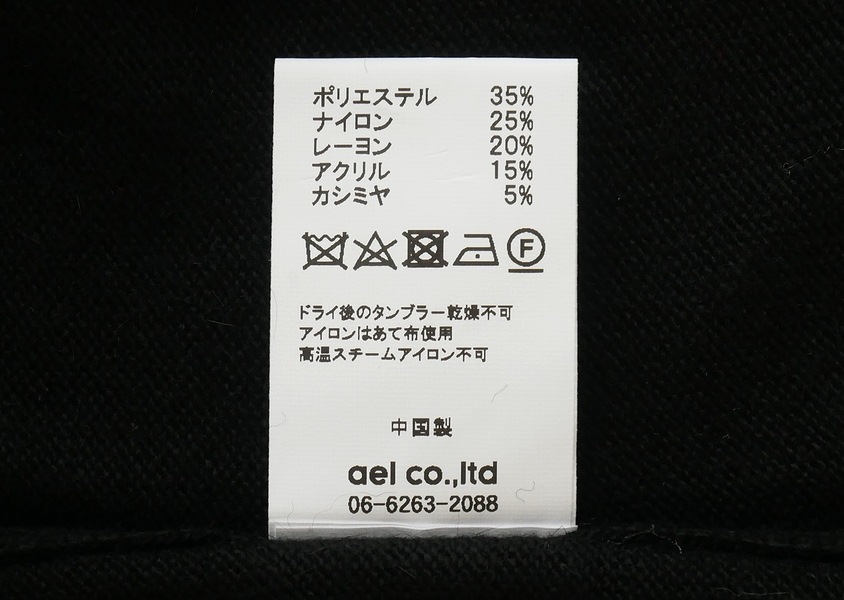 ポリエステル 35%
ナイロン 25%
レーヨン 20%
アクリル 15%
カシミヤ 5%
F
ドライ後のタンブラー乾燥不可
アイロンはあて布使用
高温スチームアイロン不可
中国製
ael co.,ltd
06-6263-2088